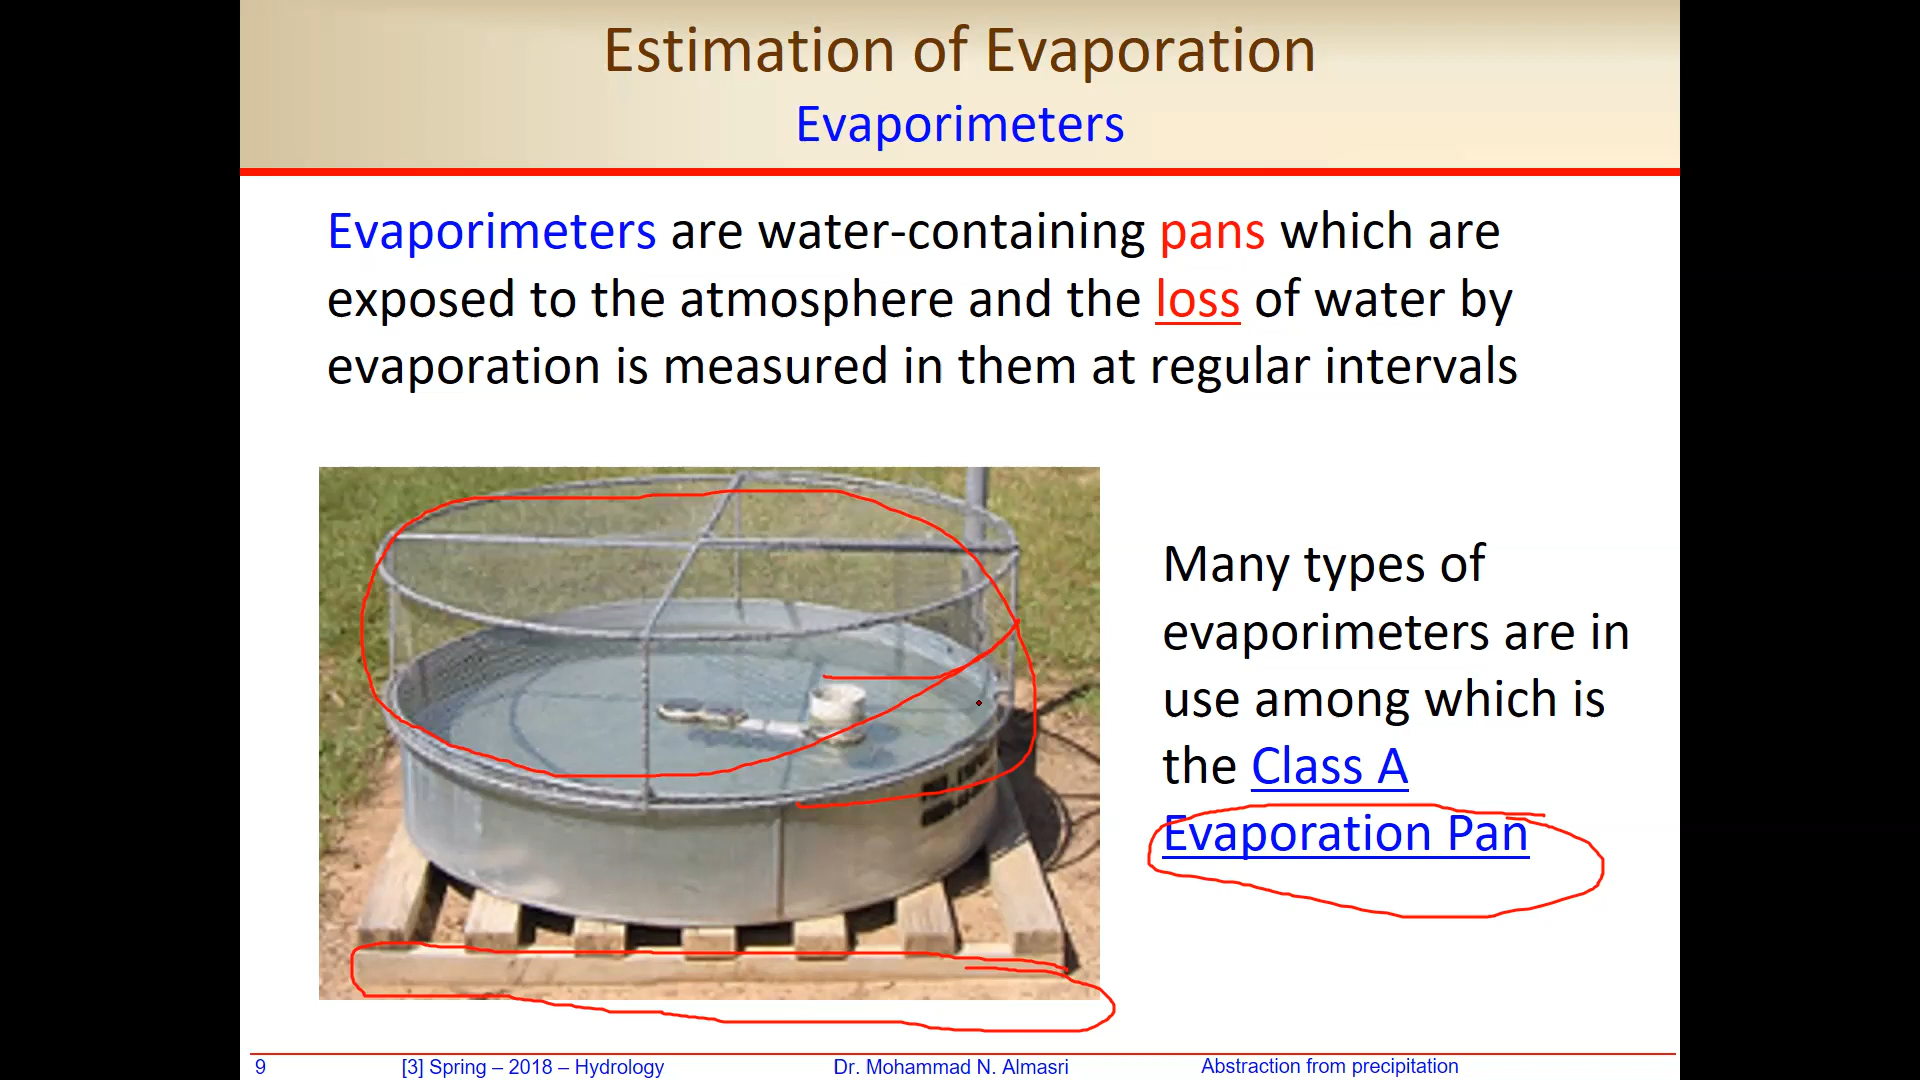 Estimation of Evaporation
Evaporimeters
Evaporimeters are water-containing pans which are
exposed to the atmosphere and the loss of water by
evaporation is measured in them at regular intervals
Many types of
evaporimeters are in
use among which is
the Class A
Evaporation Pan
9 [3] Spring – 2018 – Hydrology Dr. Mohammad N. Almasri Abstraction from precipitation